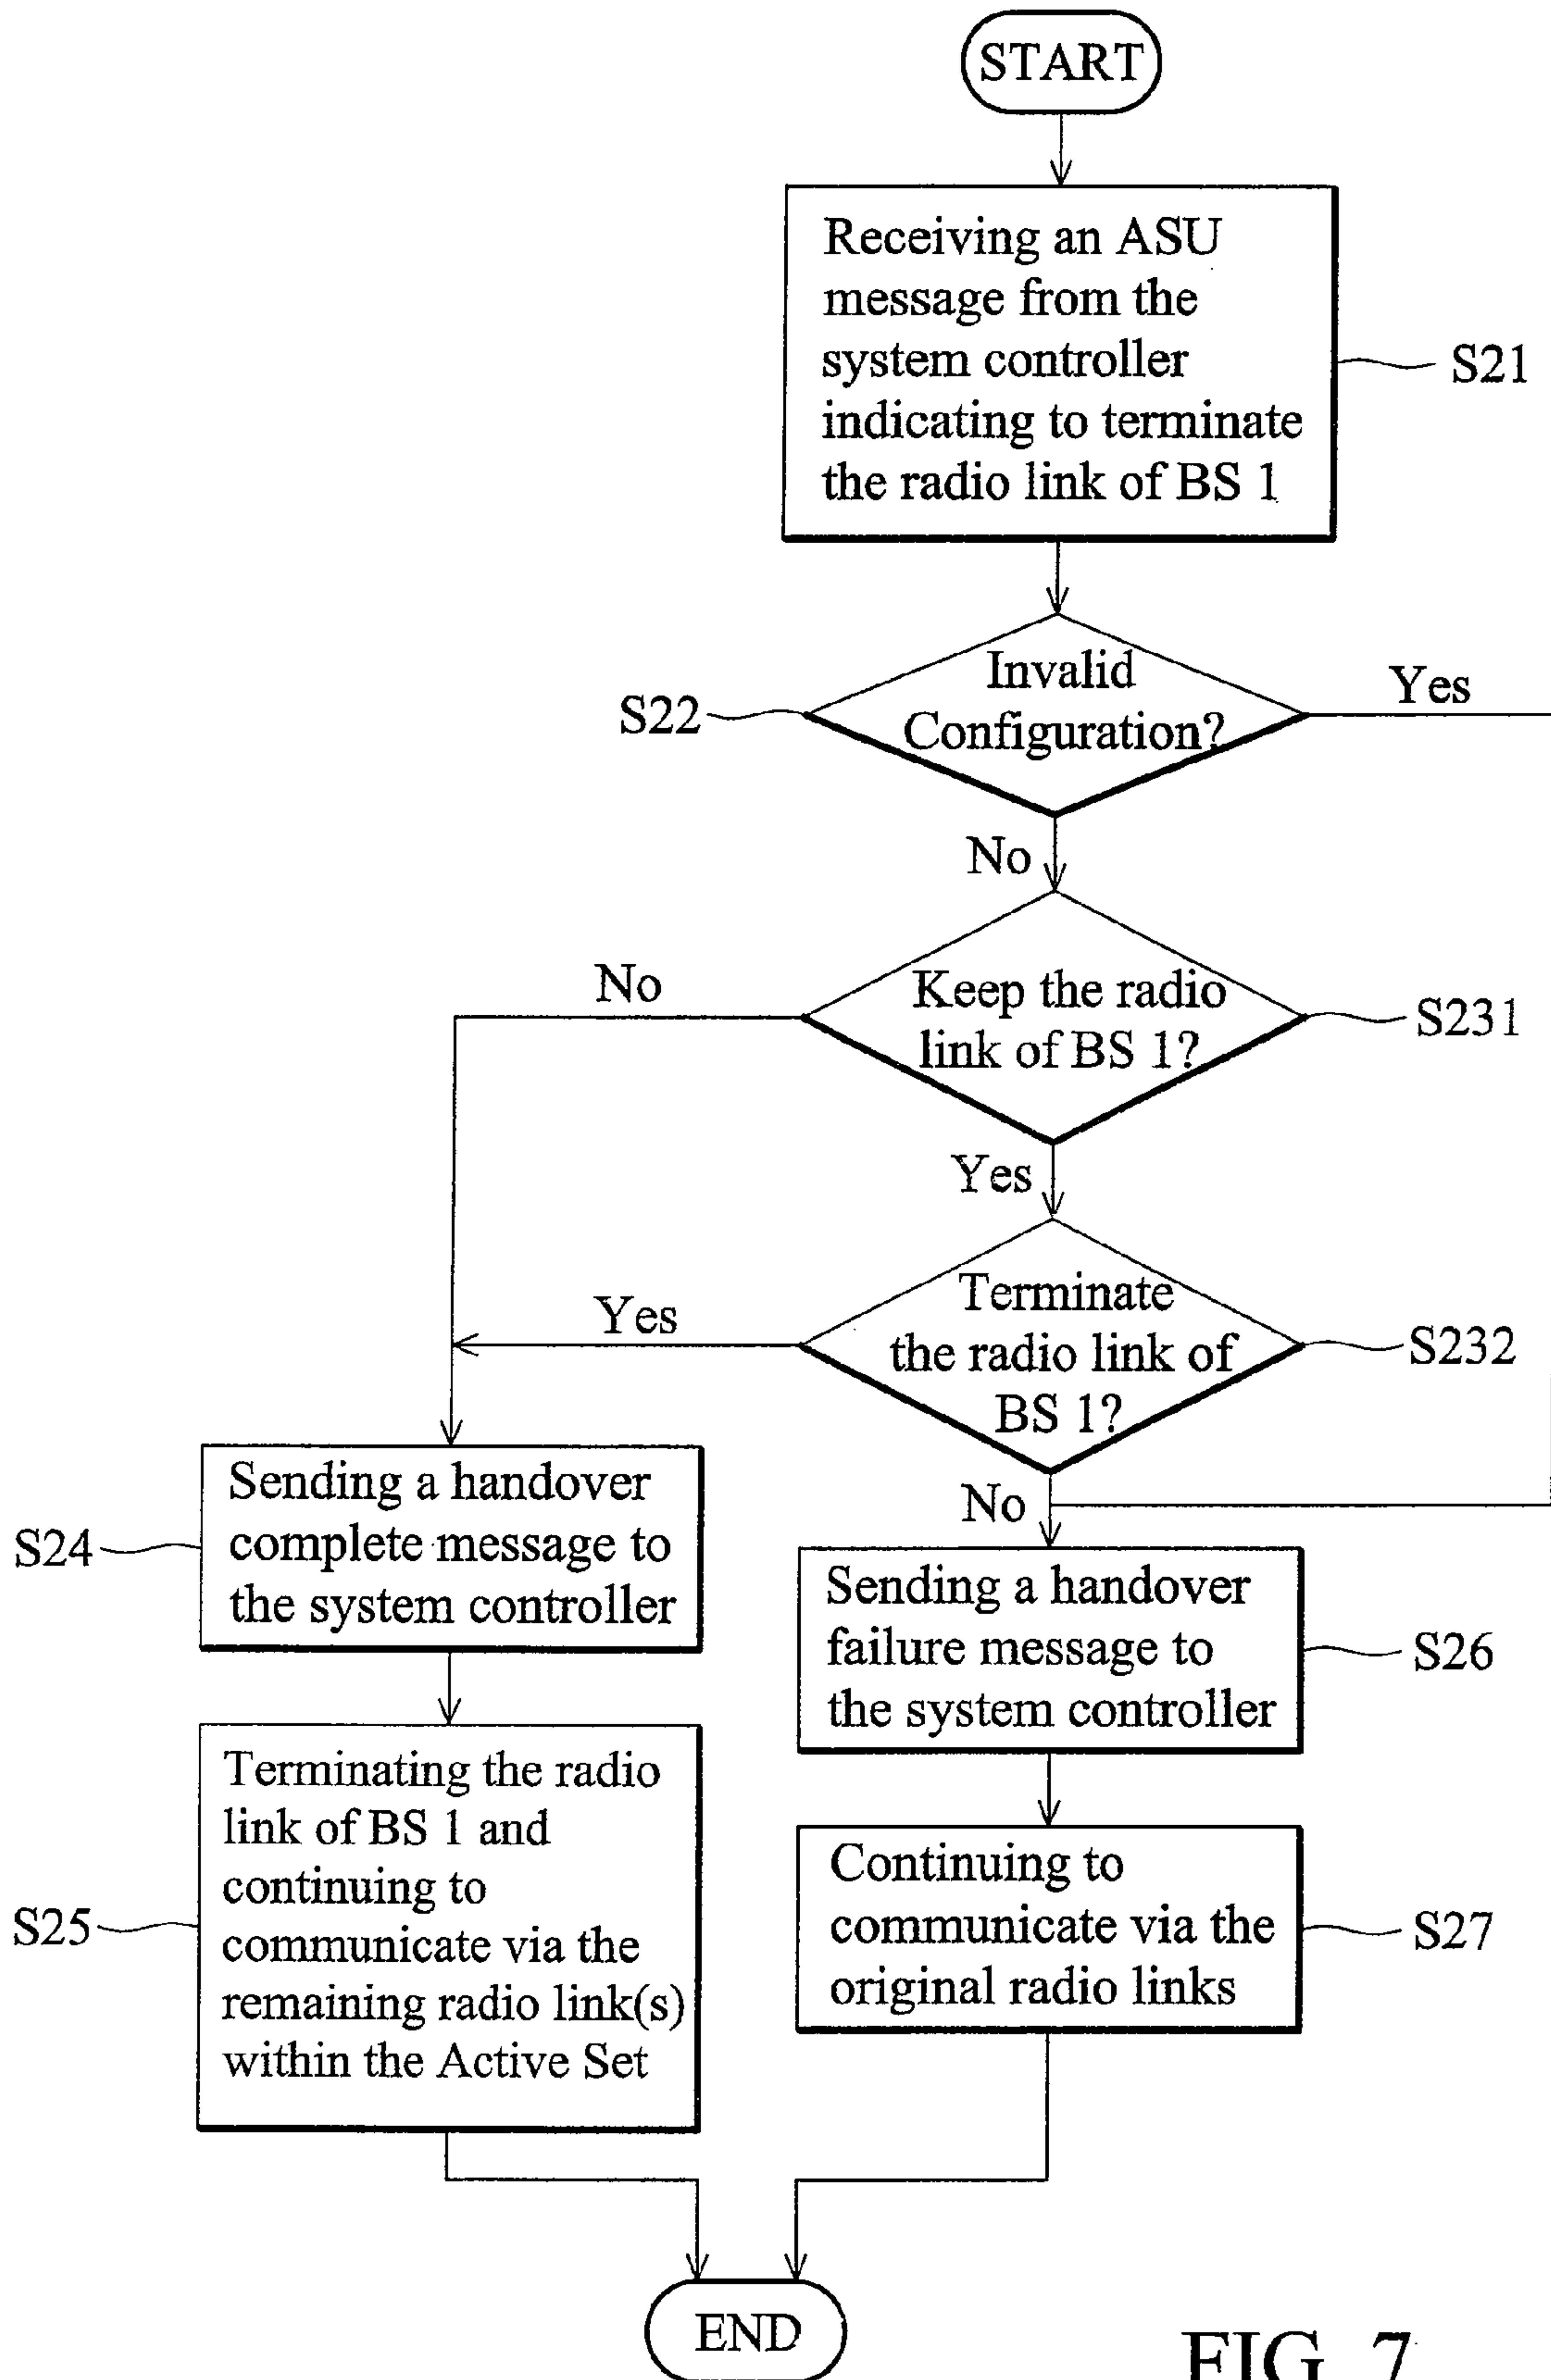 START
Receiving an ASU
message from the
system controller
indicating to terminate
the radio link of BS 1
S21
Invalid
Configuration?
S22
Yes
No
Keep the radio
link of BS 1?
S231
No
Yes
Terminate
the radio link of
BS 1?
S232
Yes
No
Sending a handover
complete message to
the system controller
S24
Sending a handover
failure message to
the system controller
S26
Terminating the radio
link of BS 1 and
continuing to
communicate via the
remaining radio link(s)
within the Active Set
S25
Continuing to
communicate via the
original radio links
S27
END
FIG. 7